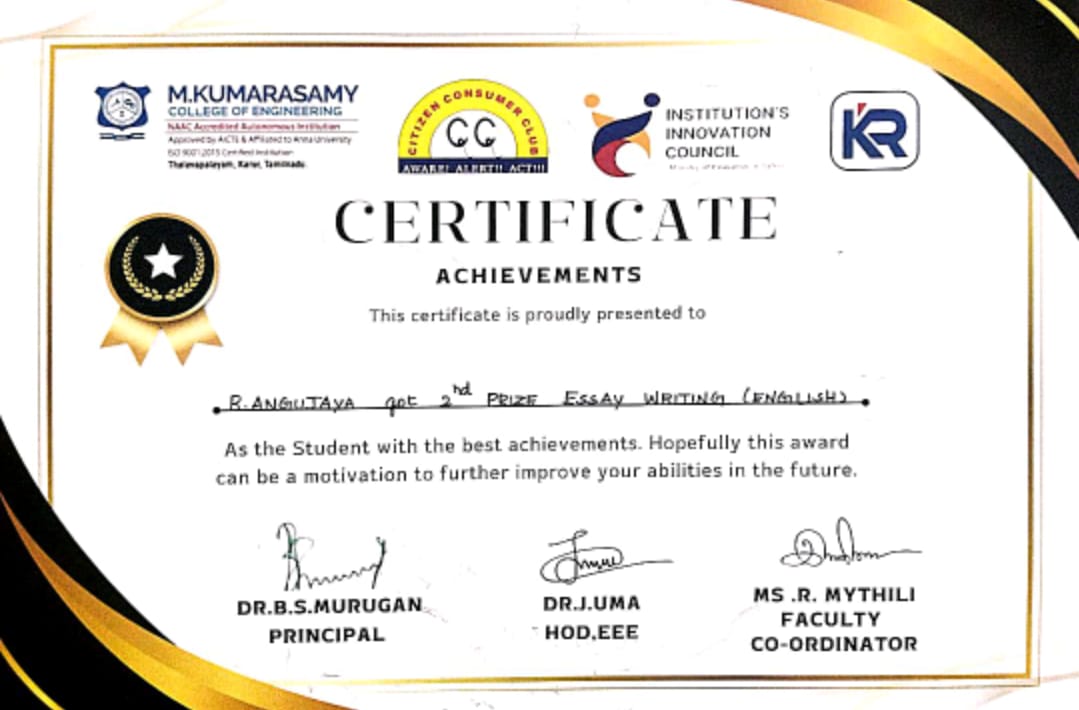 M.KUMARASAMY
COLLEGE OF ENGINEERING
NAAC Accredited Autonomous Institution
Approved by AICTE & Affiliated to Anna University
ISO 9001:2015 Certified Institution
Thalavapalayam, Karur, Tamilnadu.
CITIZEN CONSUMER CLUB
CC
AWARE! ALERT!! ACT!!!
INSTITUTION'S
INNOVATION
COUNCIL
KR
CERTIFICATE
ACHIEVEMENTS
This certificate is proudly presented to
R.ANGUTAYA got 2nd PRIZE ESSAY WRITING (ENGLISH)
As the Student with the best achievements. Hopefully this award
can be a motivation to further improve your abilities in the future.
DR.B.S.MURUGAN
PRINCIPAL
DR.J.UMA
HOD,EEE
MS .R. MYTHILI
FACULTY
CO-ORDINATOR